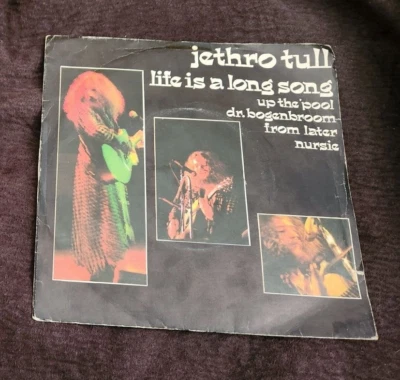 jethro tull
life is a long song
up the 'pool
dr. bogenbroom
from later
nursie